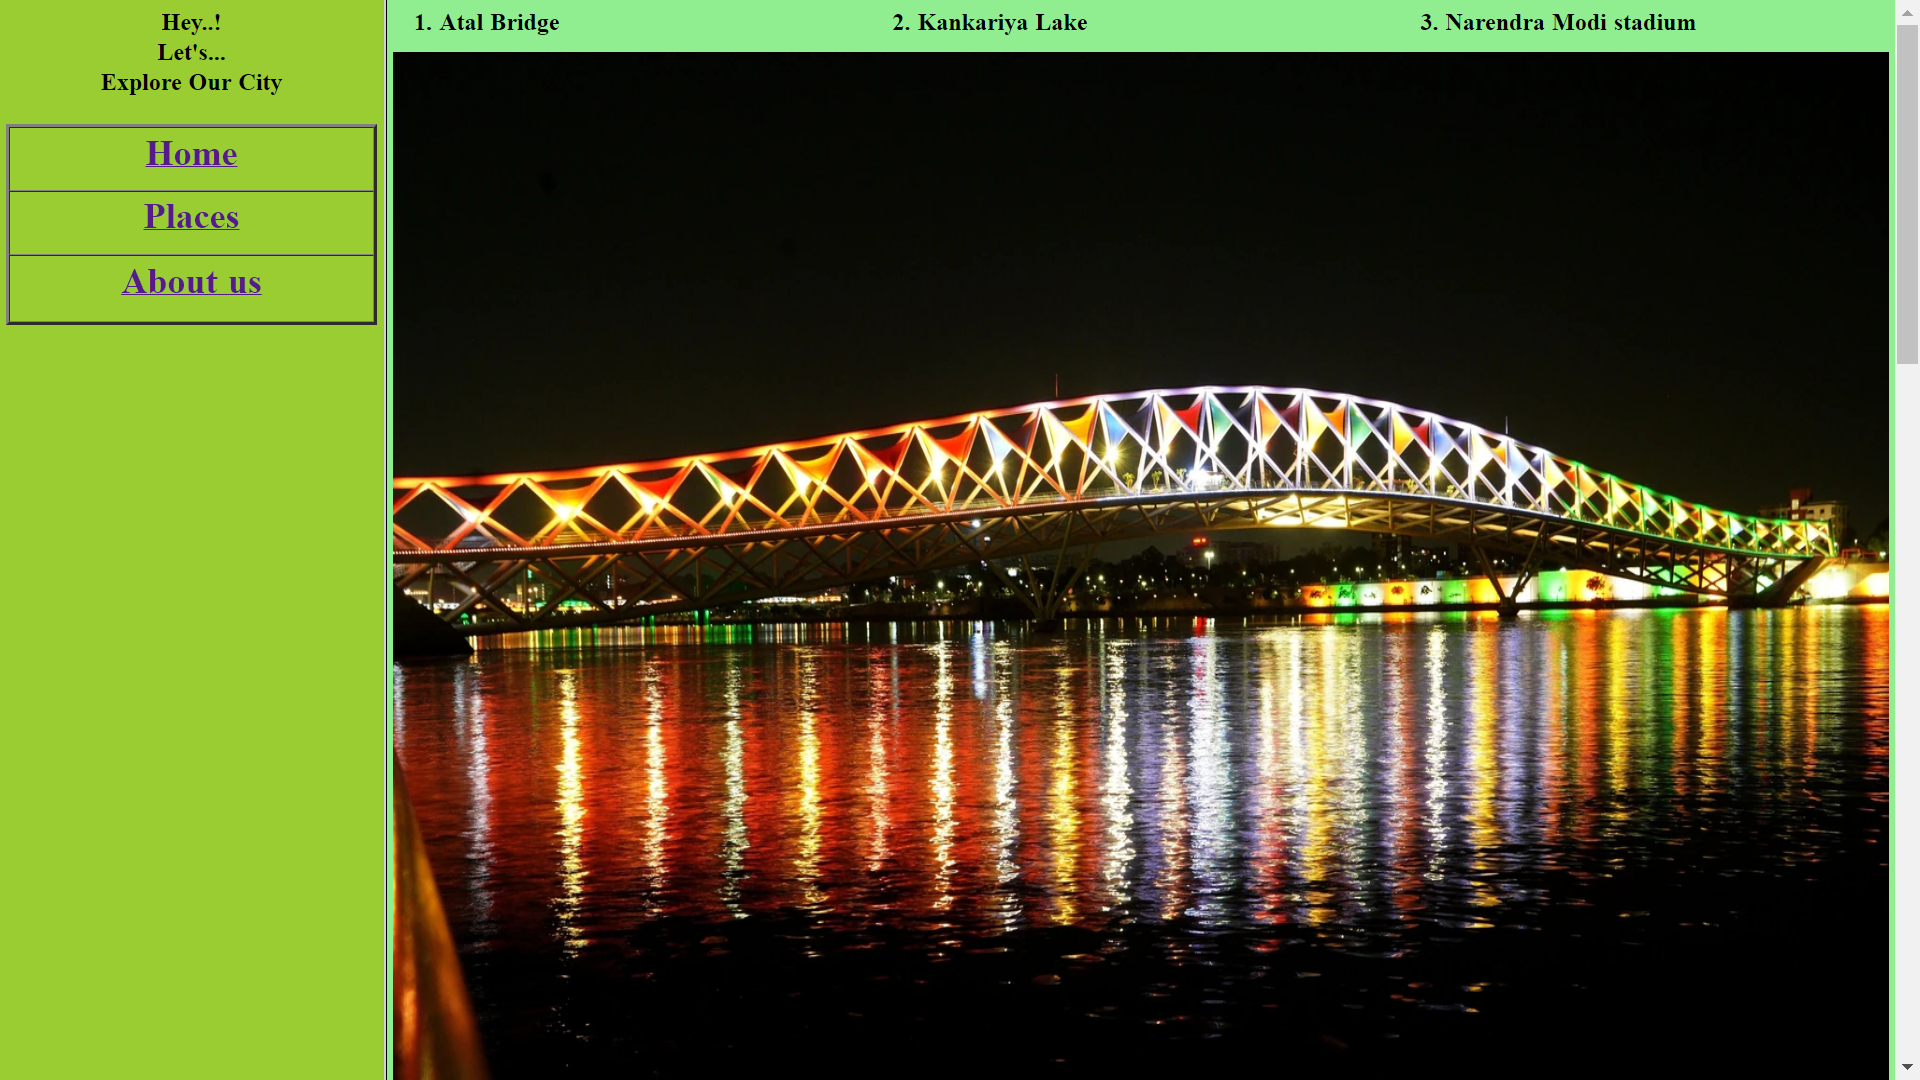 Hey..!
Let's...
Explore Our City
Home
Places
About us
1. Atal Bridge
2. Kankariya Lake
3. Narendra Modi stadium